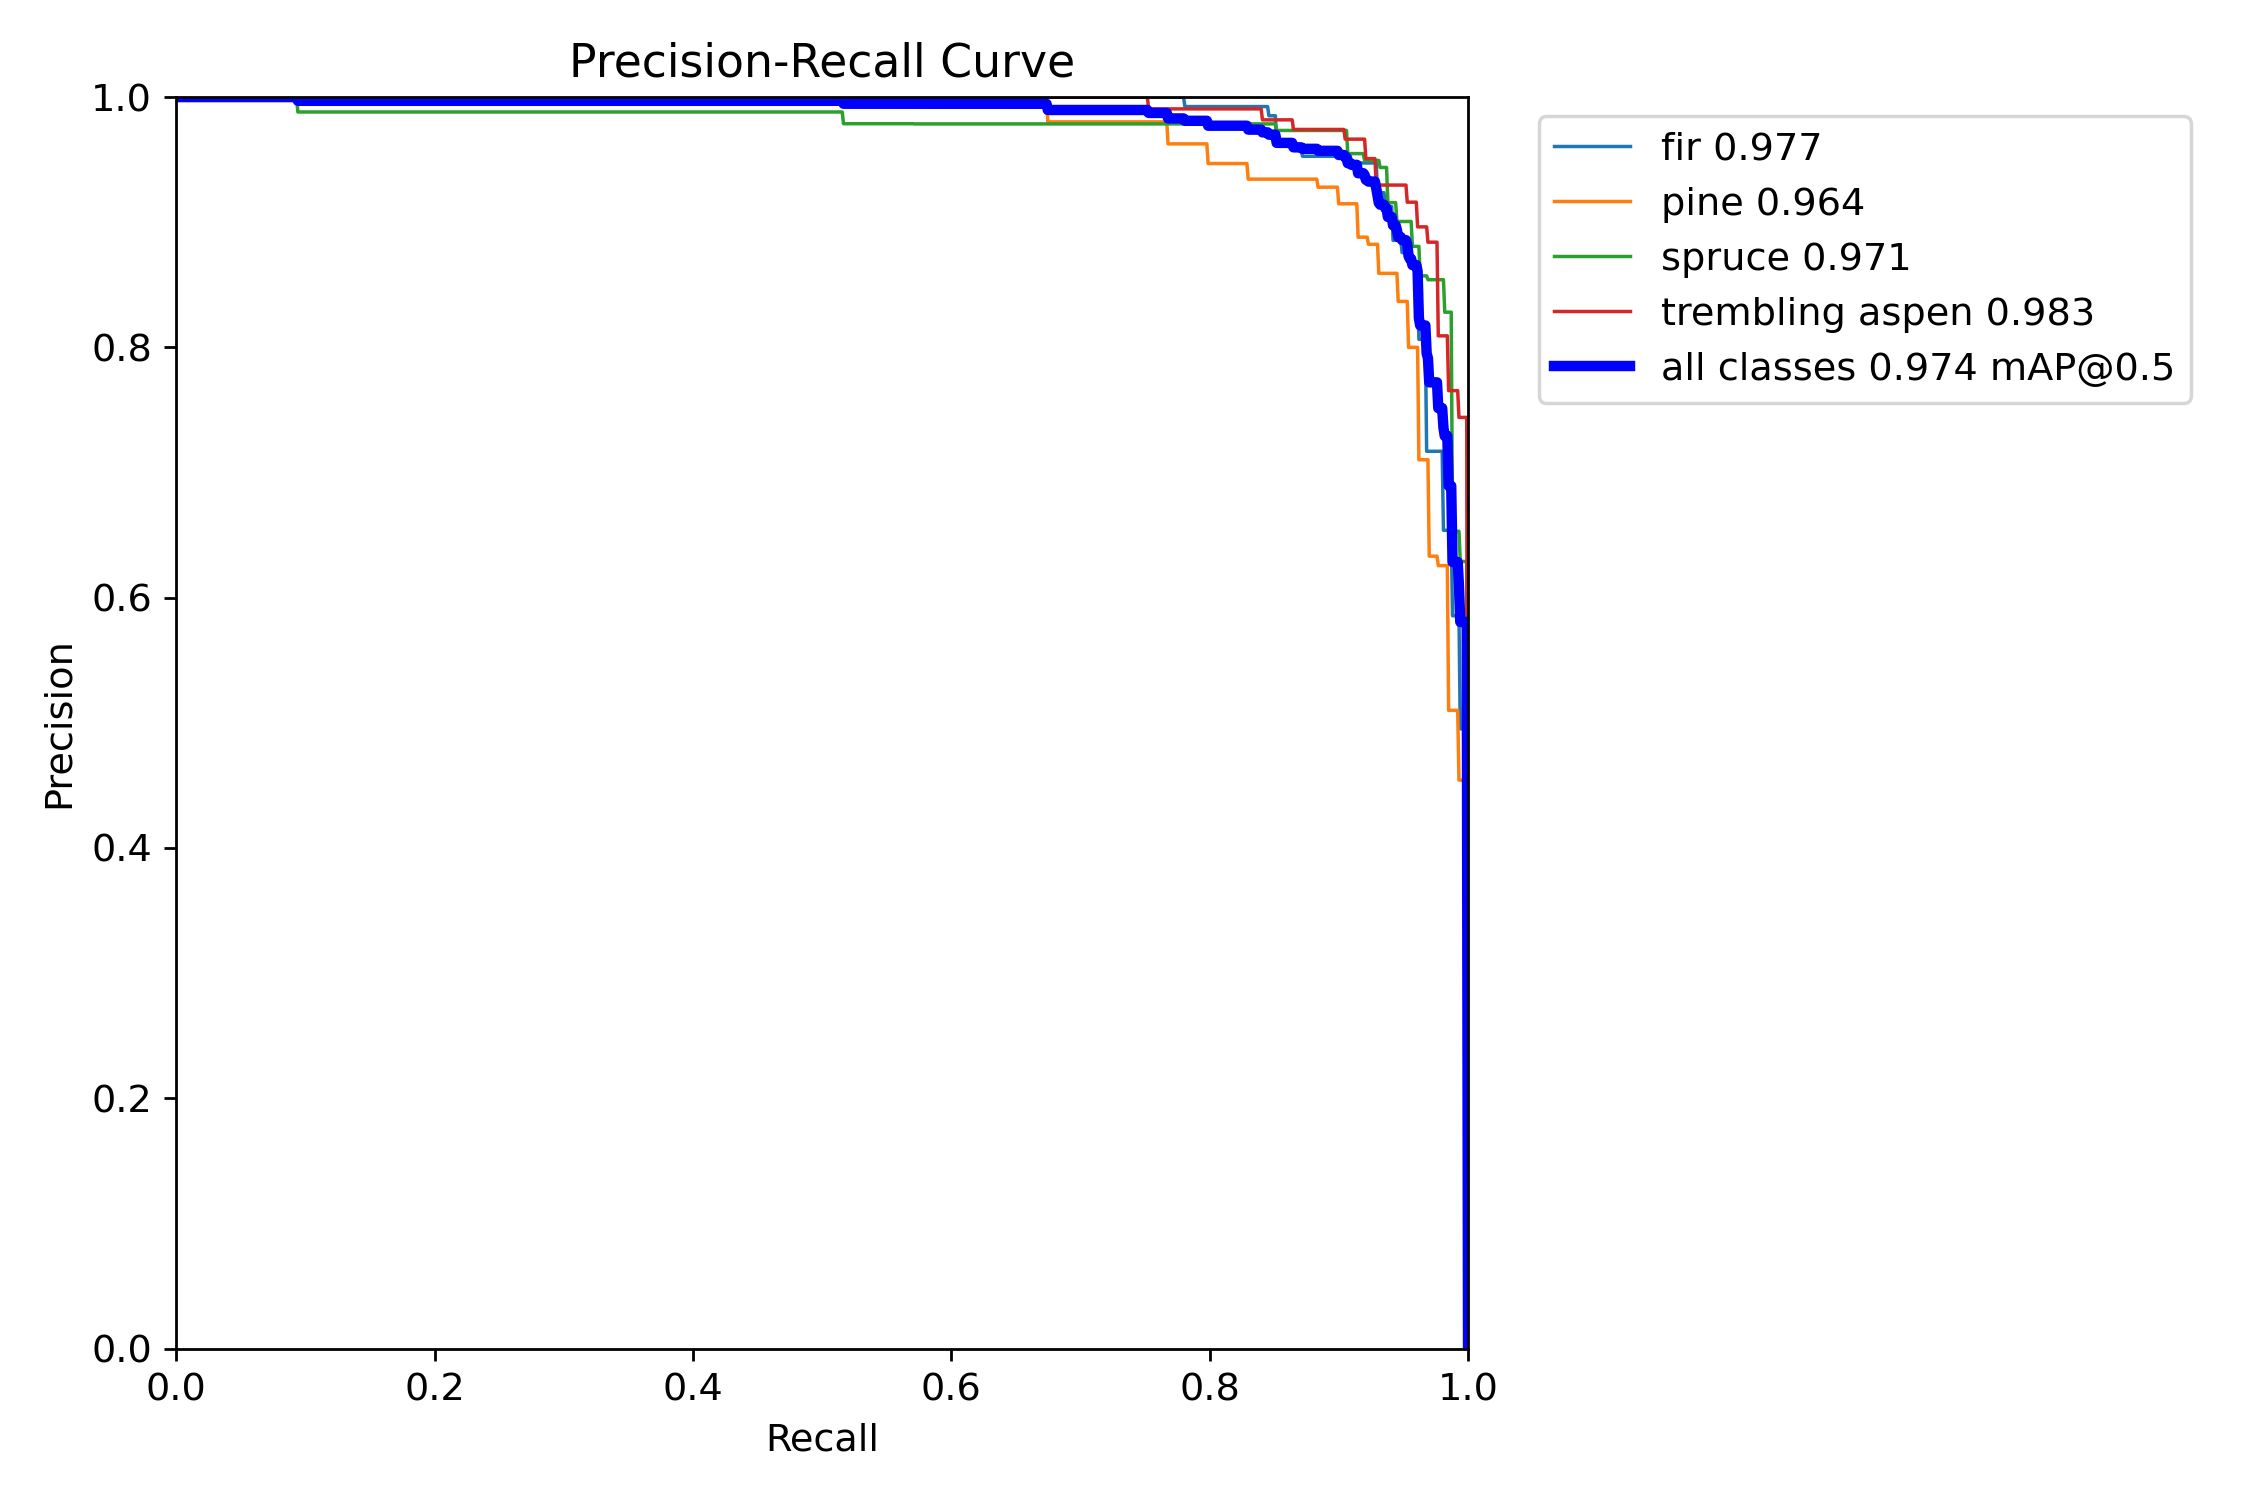 Precision-Recall Curve
1.0
0.8
0.6
0.4
0.2
0.0
Precision
0.0 0.2 0.4 0.6 0.8 1.0
Recall
fir 0.977
pine 0.964
spruce 0.971
trembling aspen 0.983
all classes 0.974 mAP@0.5